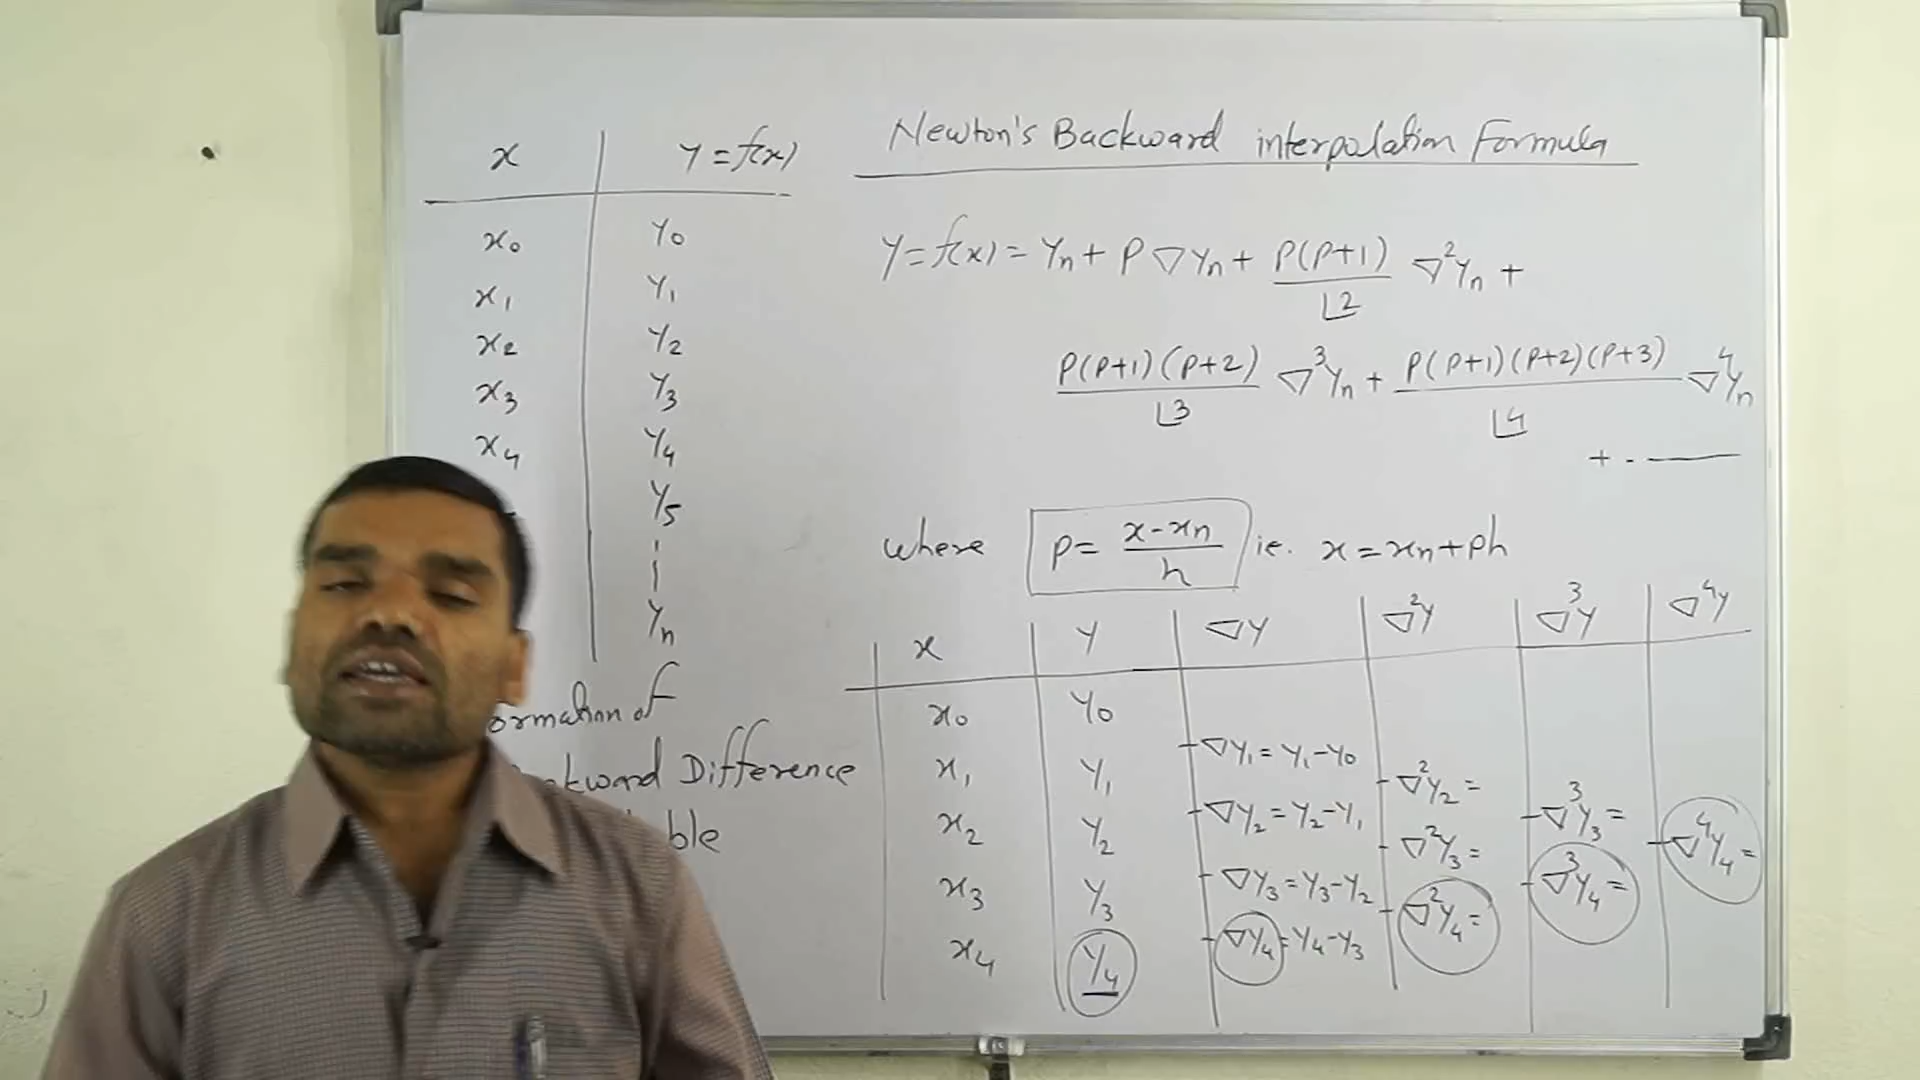 x y = f(x)
x0 y0
x1 y1
x2 y2
x3 y3
x4 y4
y5
yn
of
Difference
Newton's Backward interpolation Formula
y = f(x) = yn + P ∇yn + P(P+1)/⌊2 ∇²yn +
P(P+1)(P+2)/⌊3 ∇³yn + P(P+1)(P+2)(P+3)/⌊4 ∇⁴yn
+ - ———
where P = (x - xn)/h ie. x = xn + ph
x y ∇y ∇²y ∇³y ∇⁴y
x0 y0
∇y1 = y1 - y0
x1 y1 ∇²y2 =
∇y2 = y2 - y1 ∇³y3 =
x2 y2 ∇²y3 = ∇⁴y4 =
∇y3 = y3 - y2 ∇³y4 =
x3 y3 ∇²y4 =
∇y4 = y4 - y3
x4 y4